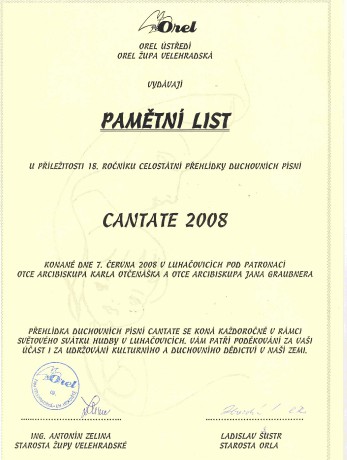 Orel
OREL ÚSTŘEDÍ
OREL ŽUPA VELEHRADSKÁ
VYDÁVAJÍ
PAMĚTNÍ LIST
U PŘÍLEŽITOSTI 18. ROČNÍKU CELOSTÁTNÍ PŘEHLÍDKY DUCHOVNÍCH PÍSNÍ
CANTATE 2008
KONANÉ DNE 7. ČERVNA 2008 V LUHAČOVICÍCH POD PATRONACÍ
OTCE ARCIBISKUPA KARLA OTČENÁŠKA A OTCE ARCIBISKUPA JANA GRAUBNERA
PŘEHLÍDKA DUCHOVNÍCH PÍSNÍ CANTATE SE KONÁ KAŽDOROČNĚ V RÁMCI
SVĚTOVÉHO SVÁTKU HUDBY V LUHAČOVICÍCH. VÁM PATŘÍ PODĚKOVÁNÍ ZA VAŠI
ÚČAST I ZA UDRŽOVÁNÍ KULTURNÍHO A DUCHOVNÍHO DĚDICTVÍ V NAŠÍ ZEMI.
Orel
ING. ANTONÍN ZELINA
STAROSTA ŽUPY VELEHRADSKÉ
LADISLAV ŠUSTR
STAROSTA ORLA